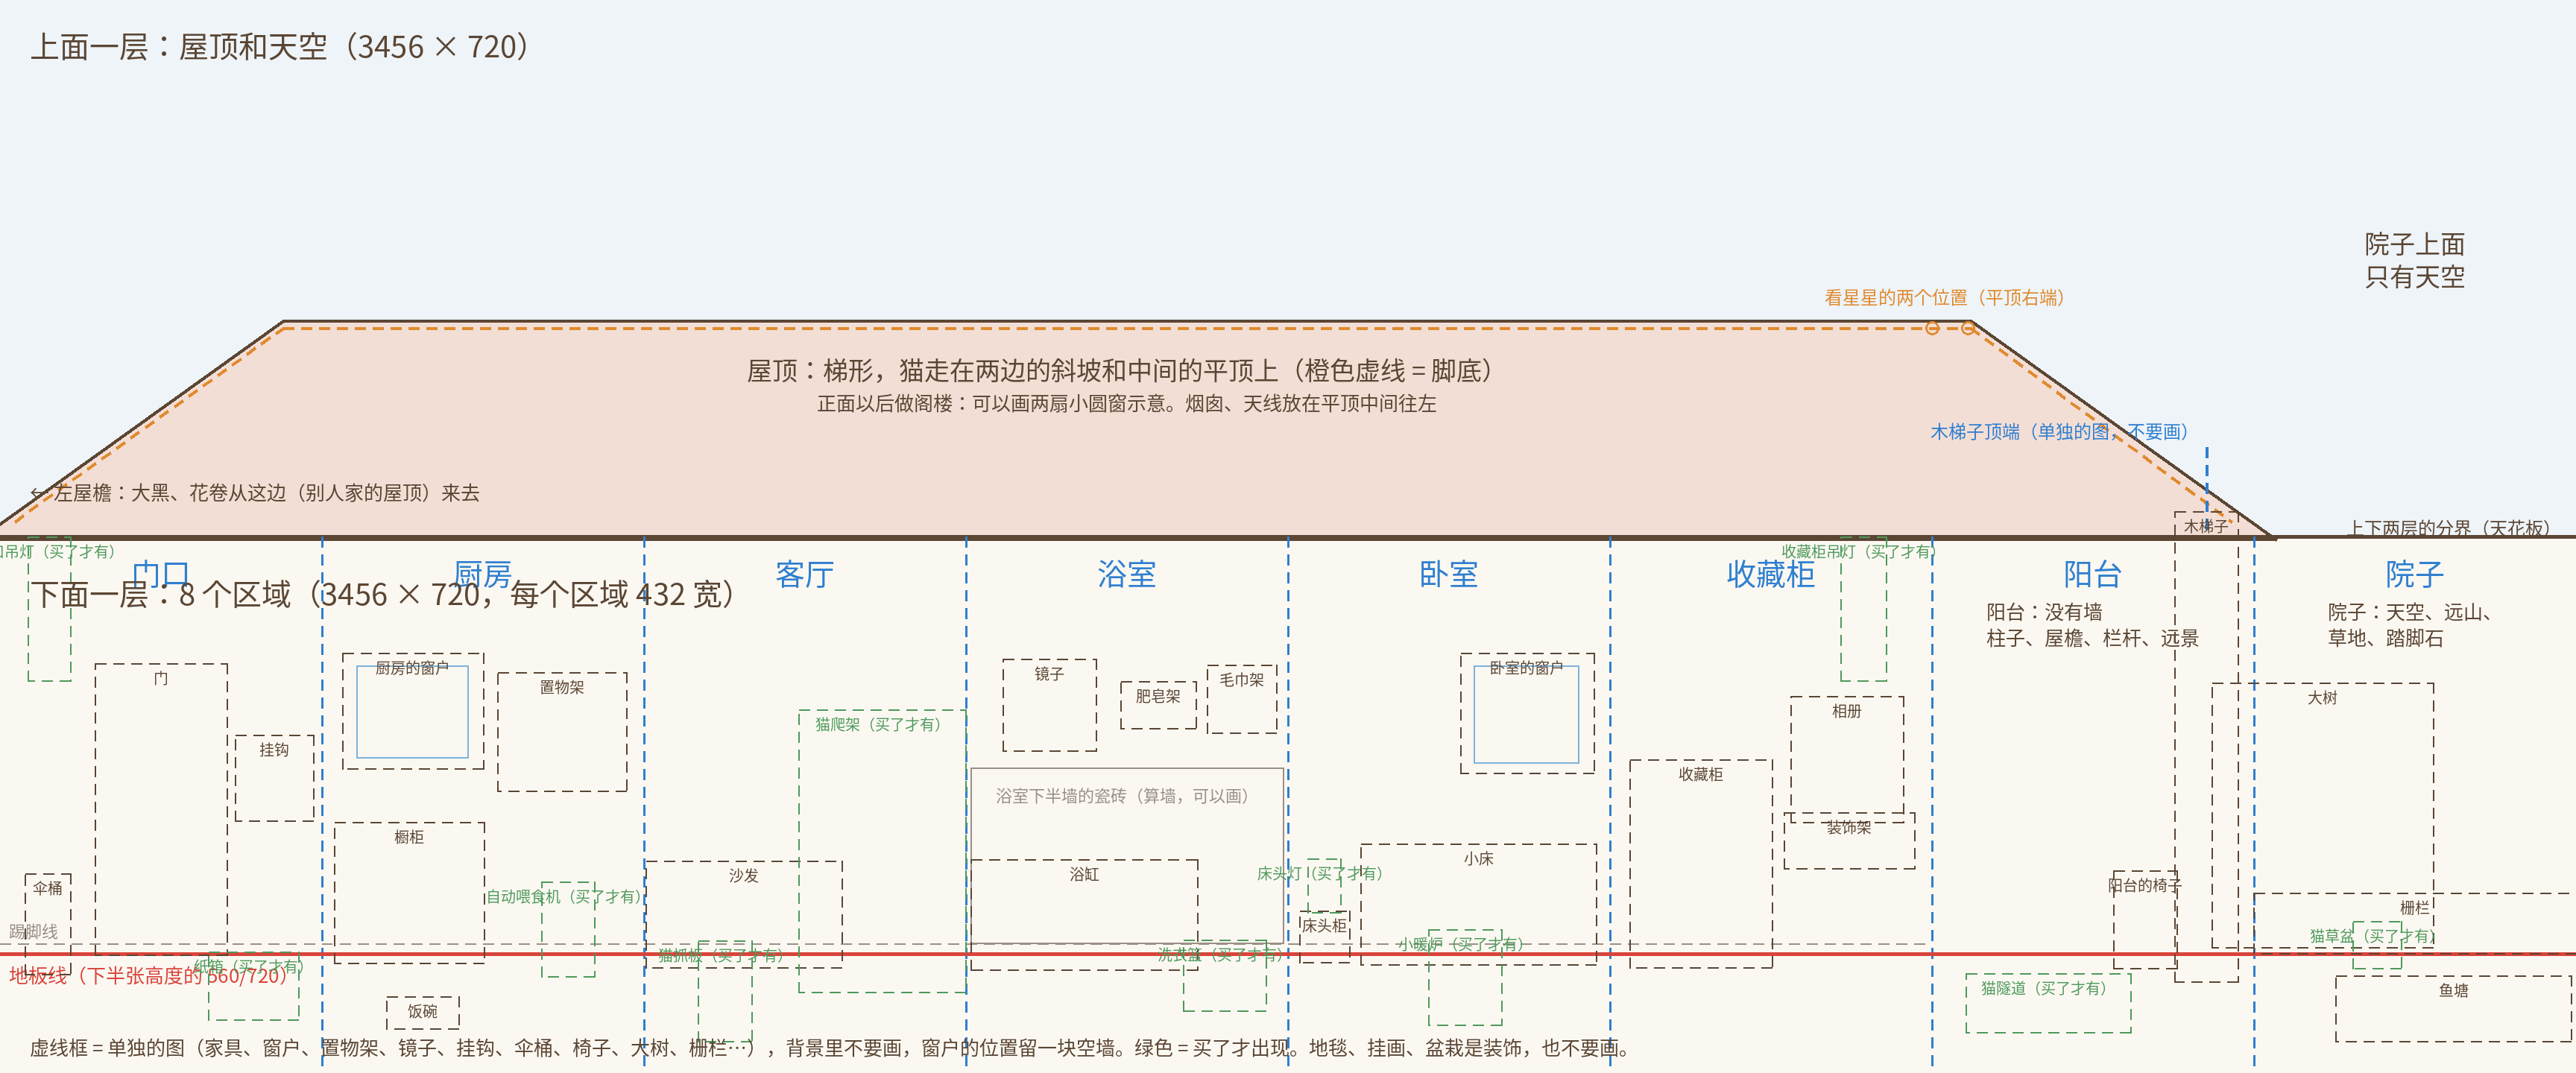 上面一层：屋顶和天空（3456 × 720）
院子上面
只有天空
看星星的两个位置（平顶右端）
屋顶：梯形，猫走在两边的斜坡和中间的平顶上（橙色虚线 = 脚底）
正面以后做阁楼：可以画两扇小圆窗示意。烟囱、天线放在平顶中间往左
木梯子顶端（单独的图，不要画）
← 左屋檐：大黑、花卷从这边（别人家的屋顶）来去
木梯子
上下两层的分界（天花板）
口吊灯（买了才有）
收藏柜吊灯（买了才有）
门口
厨房
客厅
浴室
卧室
收藏柜
阳台
院子
下面一层：8 个区域（3456 × 720，每个区域 432 宽）
阳台：没有墙
柱子、屋檐、栏杆、远景
院子：天空、远山、
草地、踏脚石
门
厨房的窗户
置物架
镜子
肥皂架
毛巾架
卧室的窗户
相册
大树
挂钩
猫爬架（买了才有）
收藏柜
浴室下半墙的瓷砖（算墙，可以画）
橱柜
装饰架
沙发
浴缸
床头灯（买了才有）
小床
伞桶
自动喂食机（买了才有）
阳台的椅子
栅栏
踢脚线
床头柜
猫抓板（买了才有）
洗衣篮（买了才有）
小暖炉（买了才有）
猫草盆（买了才有）
纸箱（买了才有）
地板线（下半张高度的 560/720）
猫隧道（买了才有）
鱼塘
饭碗
虚线框 = 单独的图（家具、窗户、置物架、镜子、挂钩、伞桶、椅子、大树、栅栏…），背景里不要画，窗户的位置留一块空墙。绿色 = 买了才出现。地毯、挂画、盆栽是装饰，也不要画。